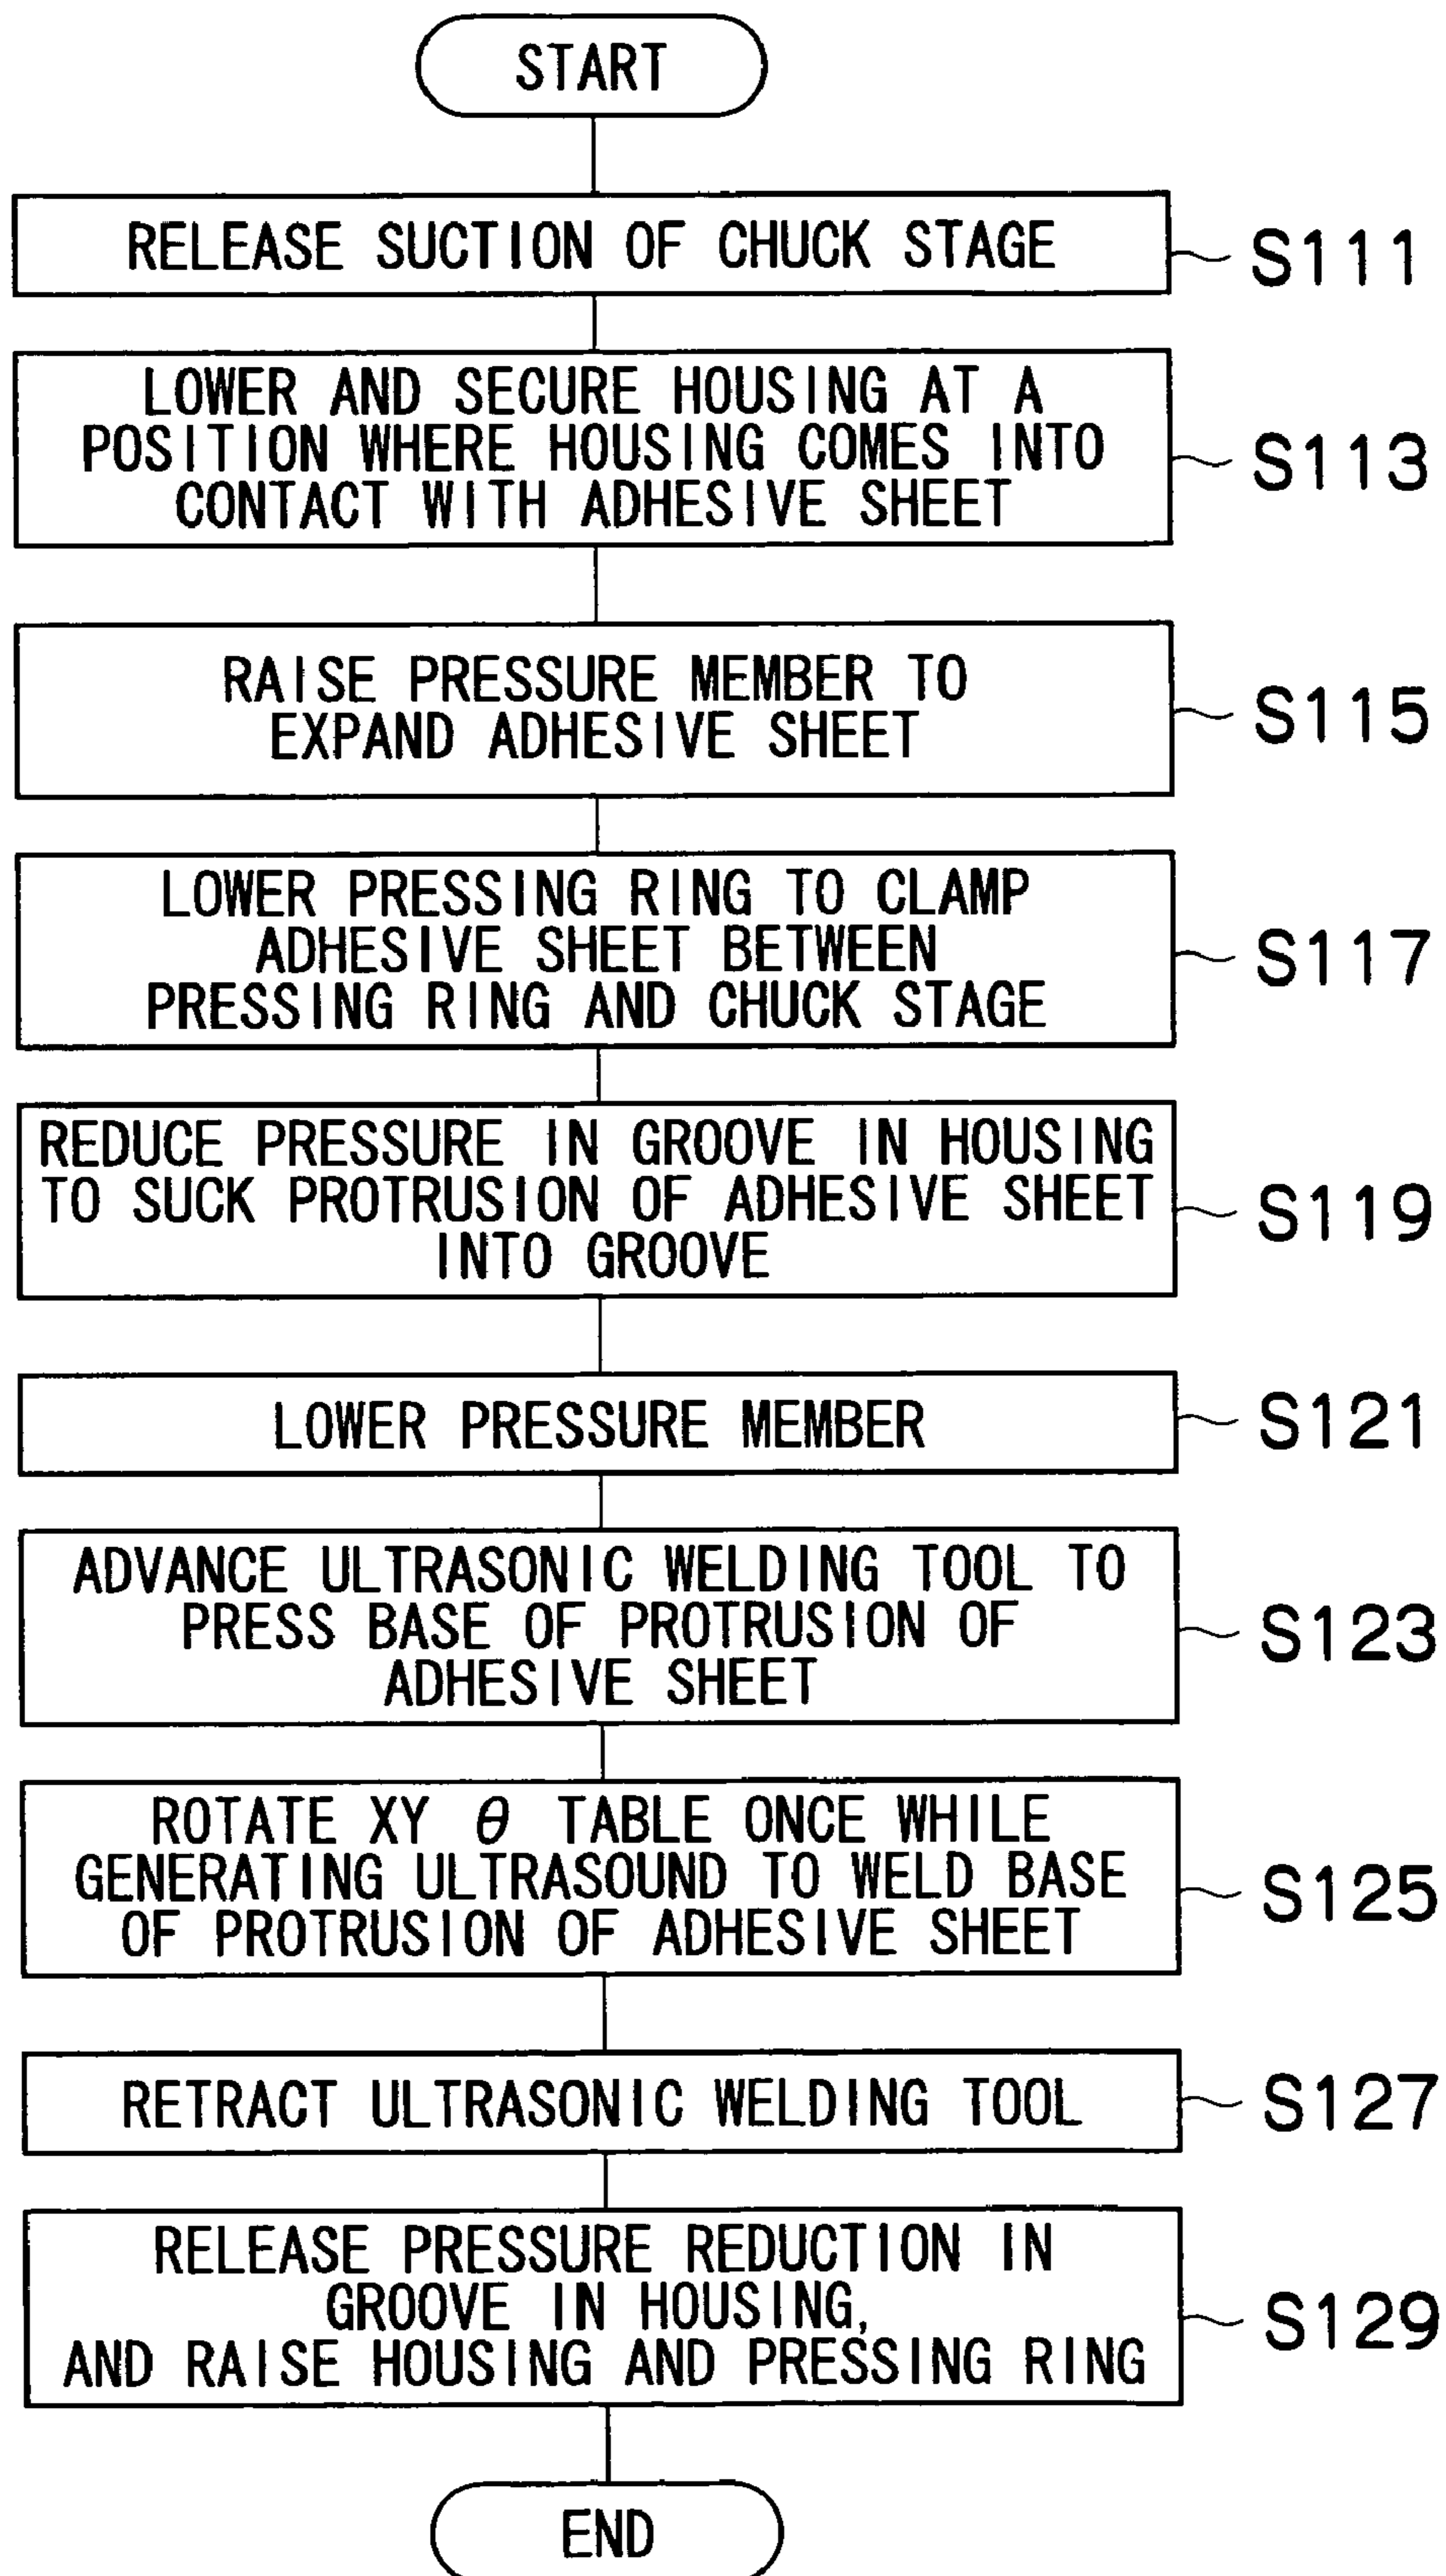 START
RELEASE SUCTION OF CHUCK STAGE
S111
LOWER AND SECURE HOUSING AT A
POSITION WHERE HOUSING COMES INTO
CONTACT WITH ADHESIVE SHEET
S113
RAISE PRESSURE MEMBER TO
EXPAND ADHESIVE SHEET
S115
LOWER PRESSING RING TO CLAMP
ADHESIVE SHEET BETWEEN
PRESSING RING AND CHUCK STAGE
S117
REDUCE PRESSURE IN GROOVE IN HOUSING
TO SUCK PROTRUSION OF ADHESIVE SHEET
INTO GROOVE
S119
LOWER PRESSURE MEMBER
S121
ADVANCE ULTRASONIC WELDING TOOL TO
PRESS BASE OF PROTRUSION OF
ADHESIVE SHEET
S123
ROTATE XY θ TABLE ONCE WHILE
GENERATING ULTRASOUND TO WELD BASE
OF PROTRUSION OF ADHESIVE SHEET
S125
RETRACT ULTRASONIC WELDING TOOL
S127
RELEASE PRESSURE REDUCTION IN
GROOVE IN HOUSING,
AND RAISE HOUSING AND PRESSING RING
S129
END